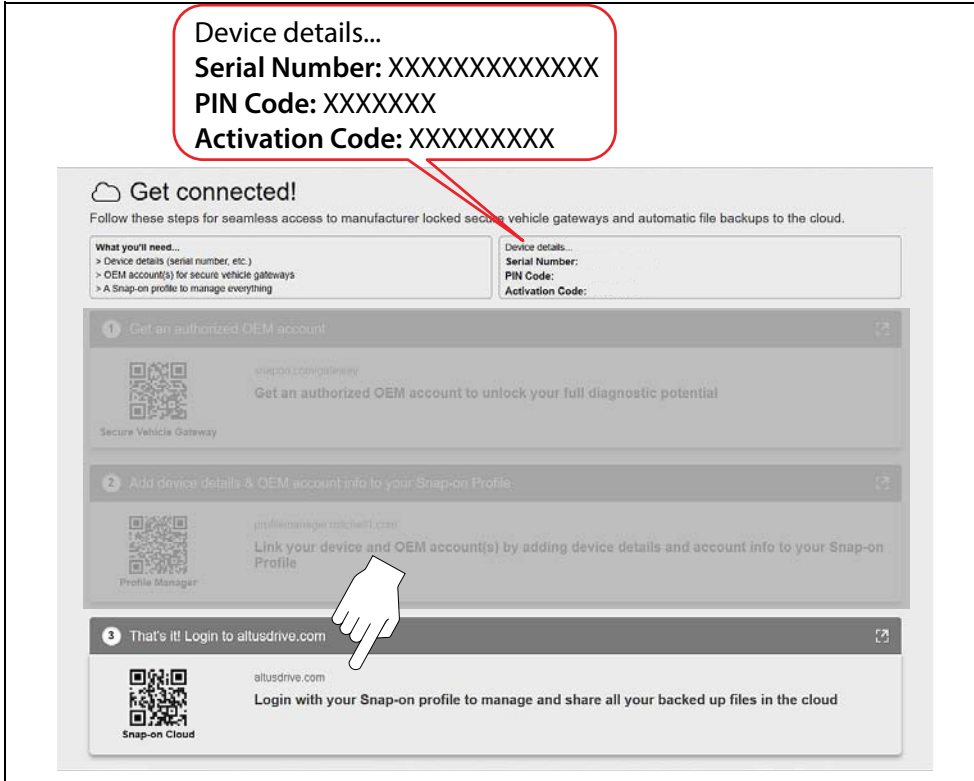 Device details...
Serial Number: XXXXXXXXXXXXX
PIN Code: XXXXXXX
Activation Code: XXXXXXXXX
Get connected!
Follow these steps for seamless access to manufacturer locked secure vehicle gateways and automatic file backups to the cloud.
What you'll need...
> Device details (serial number, etc.)
> OEM account(s) for secure vehicle gateways
> A Snap-on profile to manage everything
Device details...
Serial Number:
PIN Code:
Activation Code:
1 Get an authorized OEM account
snapon.com/gateway
Get an authorized OEM account to unlock your full diagnostic potential
Secure Vehicle Gateway
2 Add device details & OEM account info to your Snap-on Profile
profilemanager.mitchell1.com
Link your device and OEM account(s) by adding device details and account info to your Snap-on
Profile
Profile Manager
3 That's it! Login to altusdrive.com
altusdrive.com
Login with your Snap-on profile to manage and share all your backed up files in the cloud
Snap-on Cloud